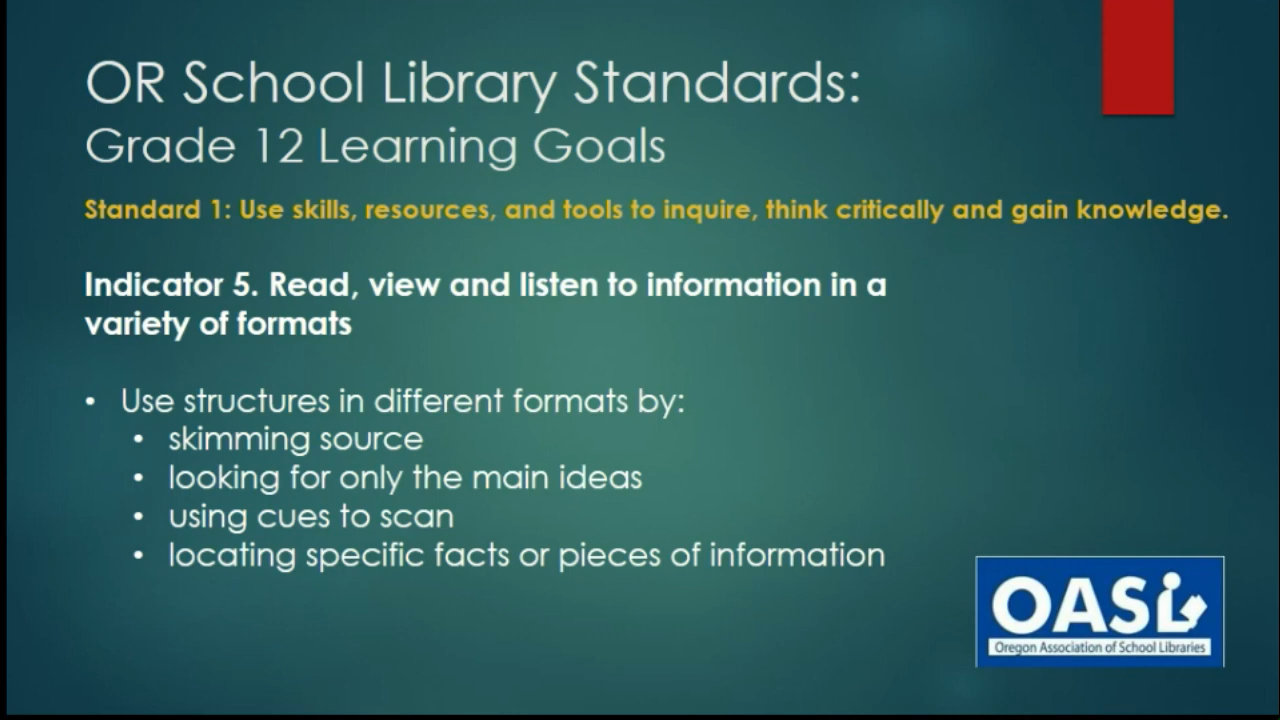 OR School Library Standards:
Grade 12 Learning Goals
Standard 1: Use skills, resources, and tools to inquire, think critically and gain knowledge.
Indicator 5. Read, view and listen to information in a
variety of formats
• Use structures in different formats by:
• skimming source
• looking for only the main ideas
• using cues to scan
• locating specific facts or pieces of information
OASL
Oregon Association of School Libraries